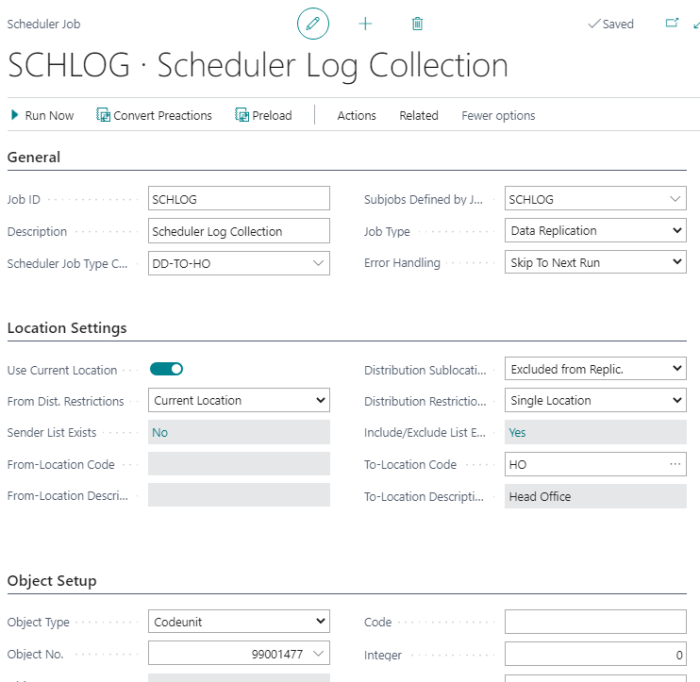 Scheduler Job
Saved
SCHLOG · Scheduler Log Collection
Run Now Convert Preactions Preload Actions Related Fewer options
General
Job ID SCHLOG Subjobs Defined by J... SCHLOG
Description Scheduler Log Collection Job Type Data Replication
Scheduler Job Type C... DD-TO-HO Error Handling Skip To Next Run
Location Settings
Use Current Location Distribution Sublocati... Excluded from Replic.
From Dist. Restrictions Current Location Distribution Restrictio... Single Location
Sender List Exists No Include/Exclude List E... Yes
From-Location Code To-Location Code HO ...
From-Location Descri... To-Location Descripti... Head Office
Object Setup
Object Type Codeunit Code
Object No. 99001477 Integer 0